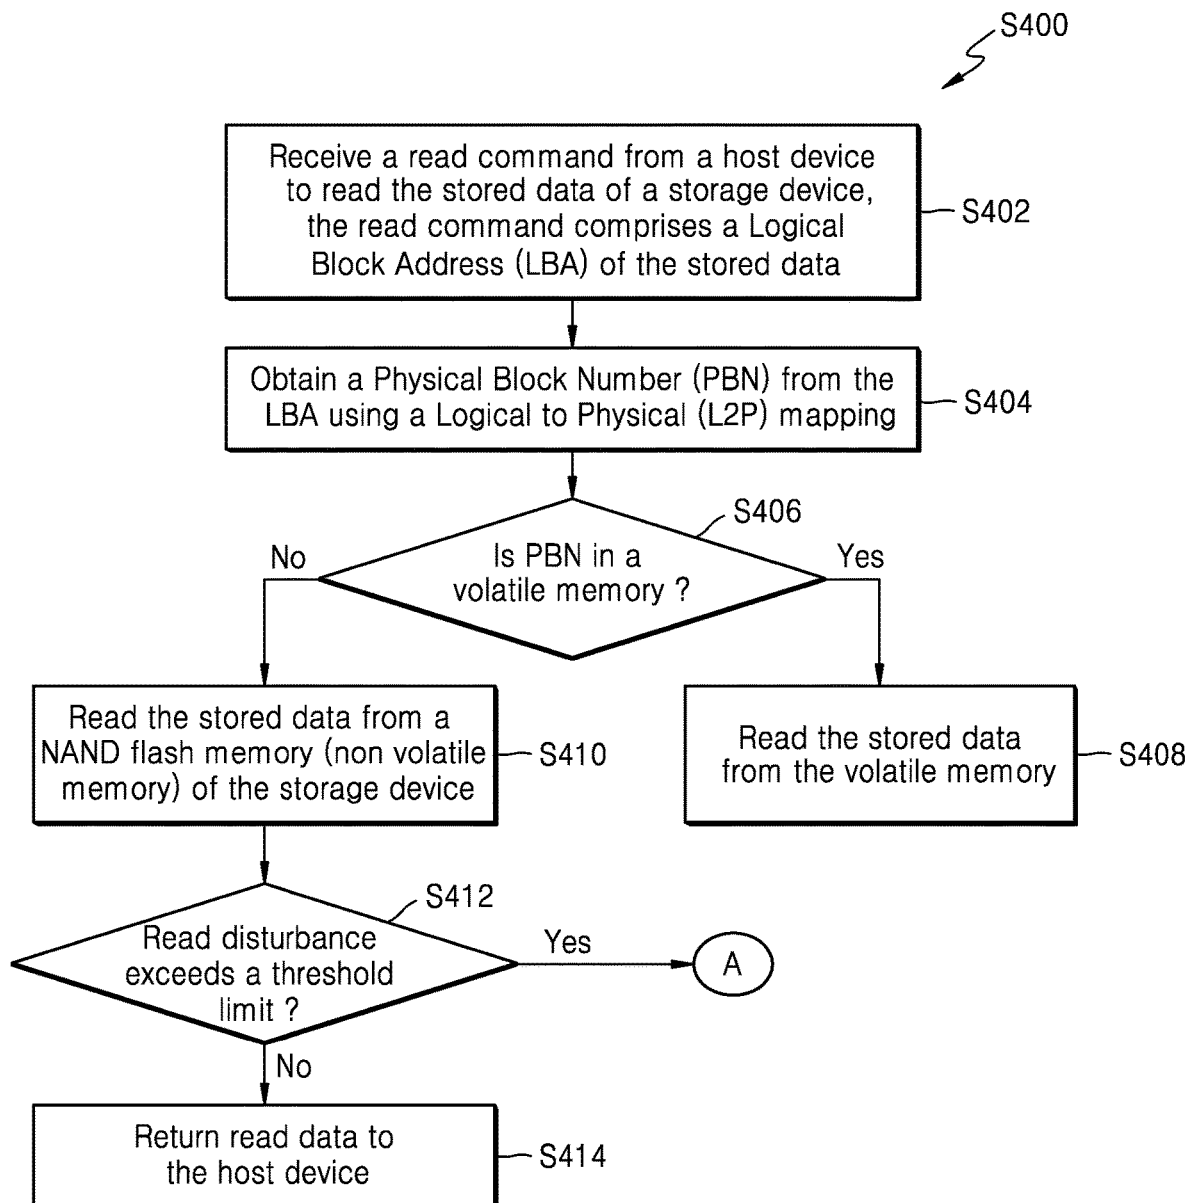 S400
Receive a read command from a host device
to read the stored data of a storage device,
the read command comprises a Logical
Block Address (LBA) of the stored data
S402
Obtain a Physical Block Number (PBN) from the
LBA using a Logical to Physical (L2P) mapping
S404
S406
No
Is PBN in a
volatile memory ?
Yes
Read the stored data from a
NAND flash memory (non volatile
memory) of the storage device
S410
Read the stored data
from the volatile memory
S408
S412
Read disturbance
exceeds a threshold
limit ?
Yes
A
No
Return read data to
the host device
S414